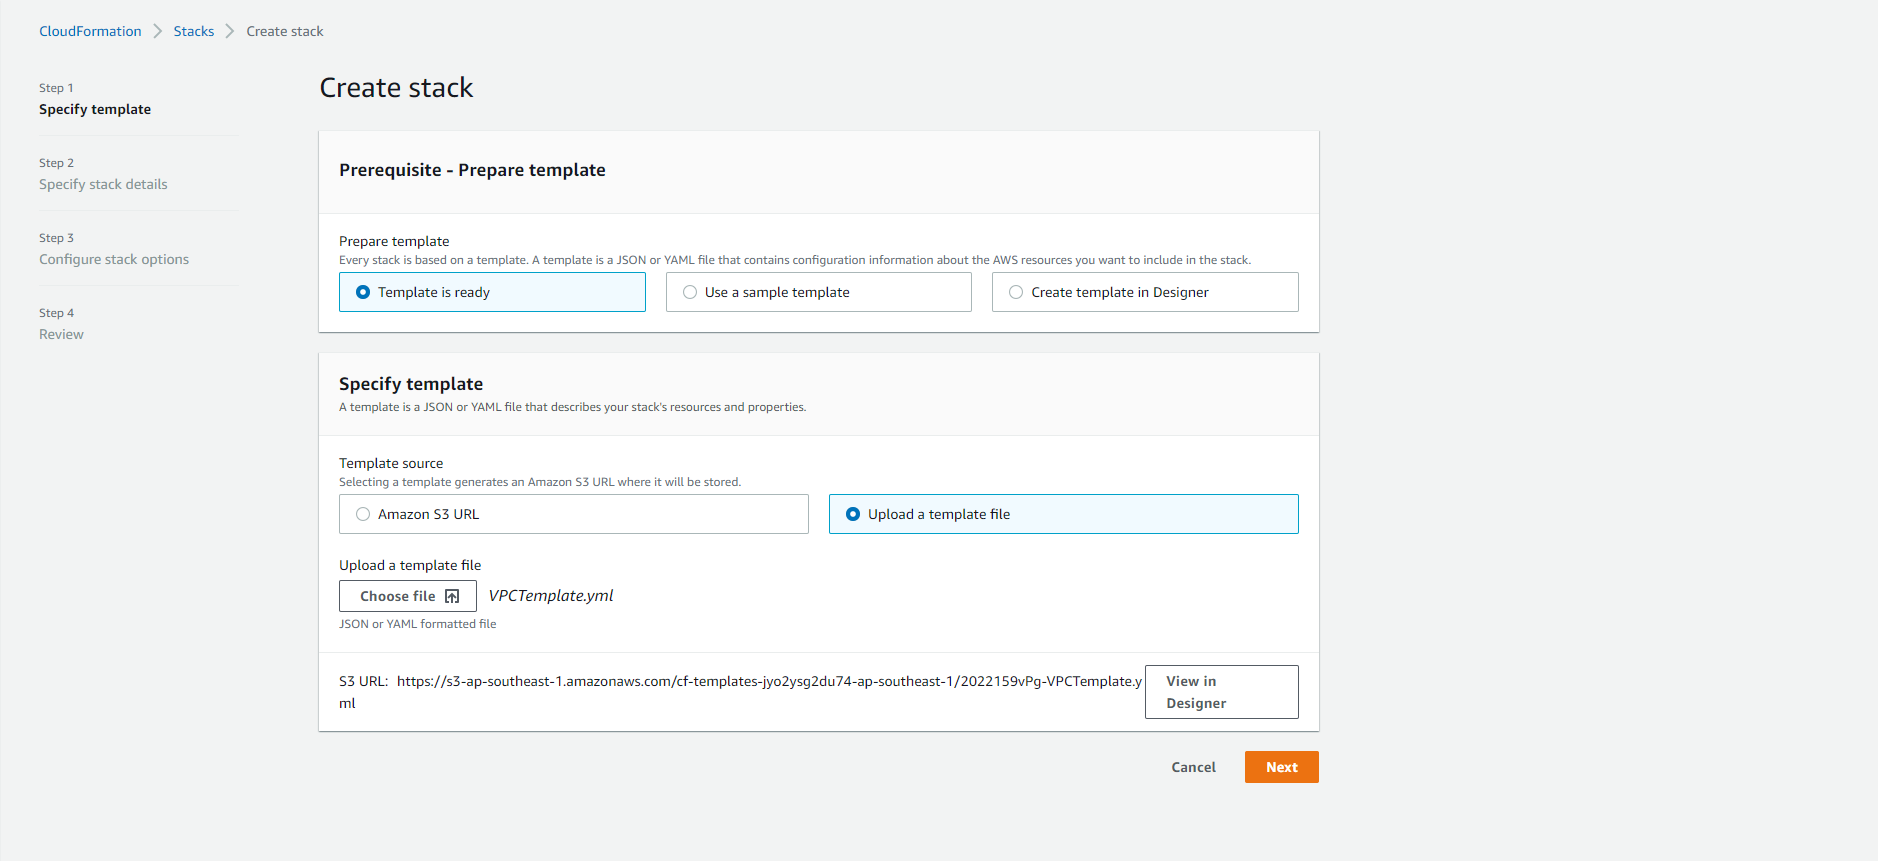 CloudFormation > Stacks > Create stack
Step 1
Specify template
Step 2
Specify stack details
Step 3
Configure stack options
Step 4
Review
Create stack
Prerequisite - Prepare template
Prepare template
Every stack is based on a template. A template is a JSON or YAML file that contains configuration information about the AWS resources you want to include in the stack.
Template is ready
Use a sample template
Create template in Designer
Specify template
A template is a JSON or YAML file that describes your stack's resources and properties.
Template source
Selecting a template generates an Amazon S3 URL where it will be stored.
Amazon S3 URL
Upload a template file
Upload a template file
Choose file
VPCTemplate.yml
JSON or YAML formatted file
S3 URL: https://s3-ap-southeast-1.amazonaws.com/cf-templates-jyo2ysg2du74-ap-southeast-1/2022159vPg-VPCTemplate.y
ml
View in
Designer
Cancel
Next